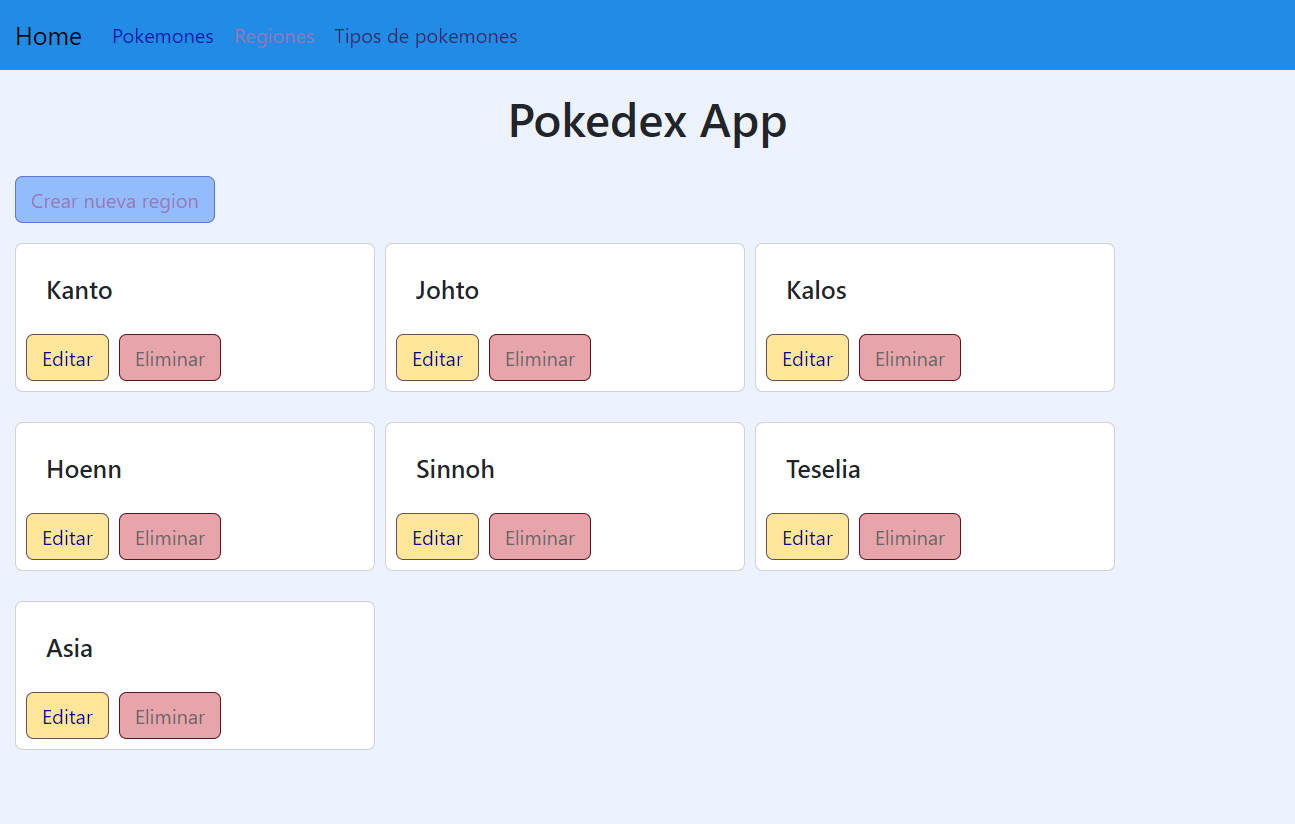 Home Pokemones Regiones Tipos de pokemones
Pokedex App
Crear nueva region
Kanto Johto Kalos
Editar Eliminar Editar Eliminar Editar Eliminar
Hoenn Sinnoh Teselia
Editar Eliminar Editar Eliminar Editar Eliminar
Asia
Editar Eliminar